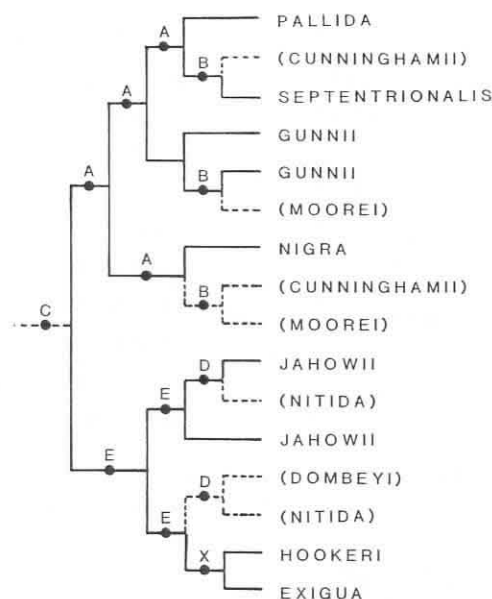 A PALLIDA
B (CUNNINGHAMII)
A SEPTENTRIONALIS
GUNNII
A B GUNNII
(MOOREI)
A NIGRA
B (CUNNINGHAMII)
C (MOOREI)
D JAHOWII
E (NITIDA)
JAHOWII
E D (DOMBEYI)
E (NITIDA)
X HOOKERI
EXIGUA